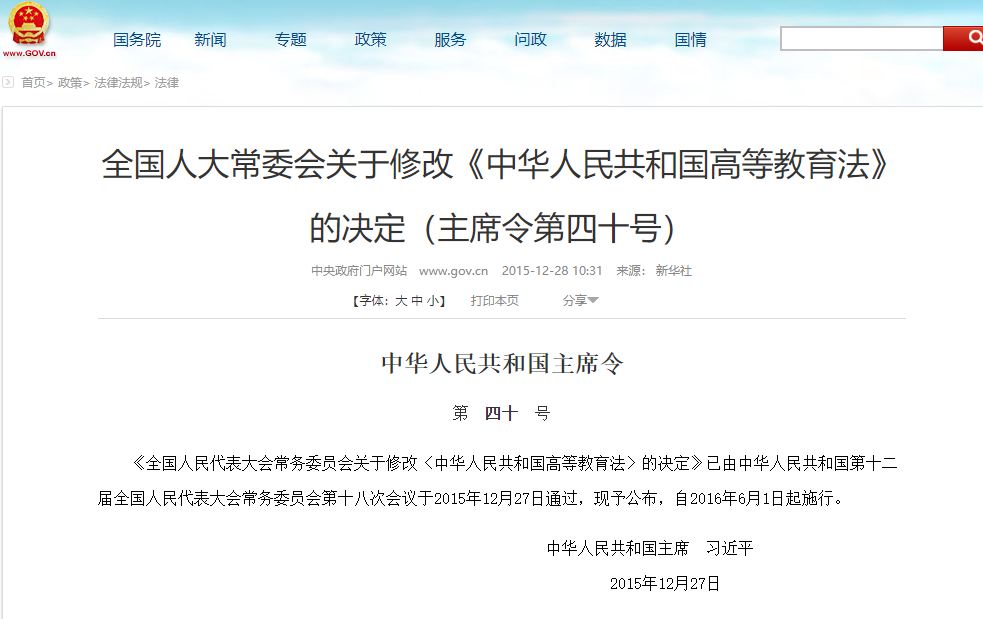 www.GOV.cn
国务院 新闻 专题 政策 服务 问政 数据 国情
首页> 政策> 法律法规> 法律
全国人大常委会关于修改《中华人民共和国高等教育法》
的决定（主席令第四十号）
中央政府门户网站 www.gov.cn 2015-12-28 10:31 来源： 新华社
【字体：大 中 小】 打印本页 分享
中华人民共和国主席令
第 四十 号
《全国人民代表大会常务委员会关于修改〈中华人民共和国高等教育法〉的决定》已由中华人民共和国第十二
届全国人民代表大会常务委员会第十八次会议于2015年12月27日通过，现予公布，自2016年6月1日起施行。
中华人民共和国主席 习近平
2015年12月27日